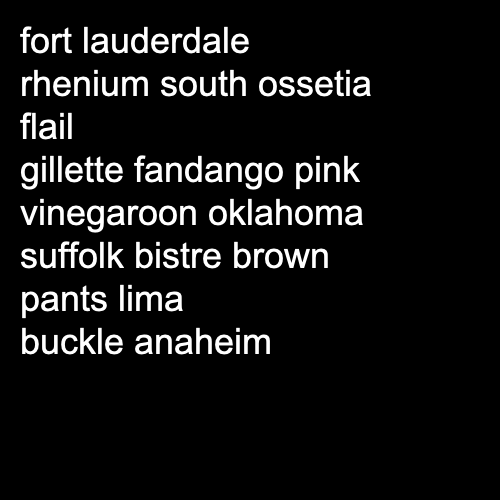 fort lauderdale
rhenium south ossetia
flail
gillette fandango pink
vinegaroon oklahoma
suffolk bistre brown
pants lima
buckle anaheim